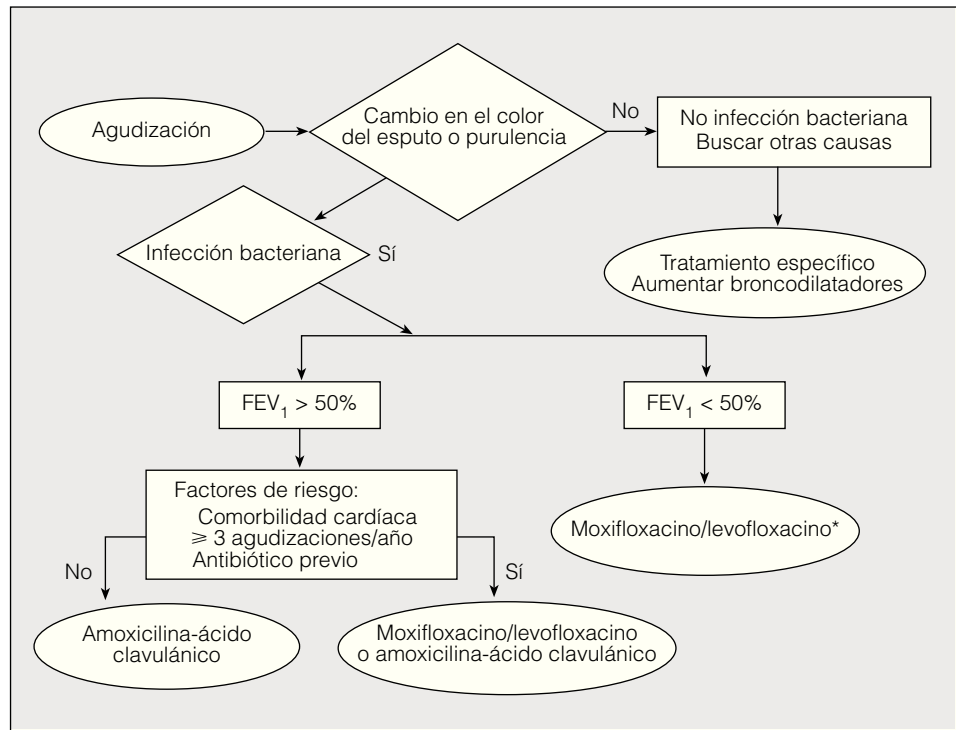 Agudización
Cambio en el color
del esputo o purulencia
No
No infección bacteriana
Buscar otras causas
Infección bacteriana
Sí
Tratamiento específico
Aumentar broncodilatadores
FEV1 > 50%
FEV1 < 50%
Factores de riesgo:
Comorbilidad cardíaca
⩾ 3 agudizaciones/año
Antibiótico previo
Moxifloxacino/levofloxacino*
No
Sí
Amoxicilina-ácido
clavulánico
Moxifloxacino/levofloxacino
o amoxicilina-ácido clavulánico